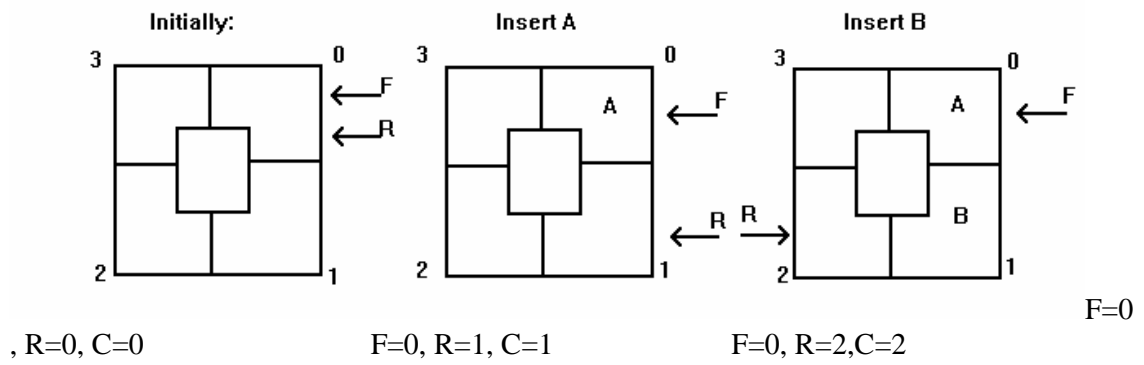 Initially: Insert A Insert B
3 0 3 0 3 0
F A F A F
R
R R B
2 1 2 1 2 1
F=0
, R=0, C=0 F=0, R=1, C=1 F=0, R=2,C=2